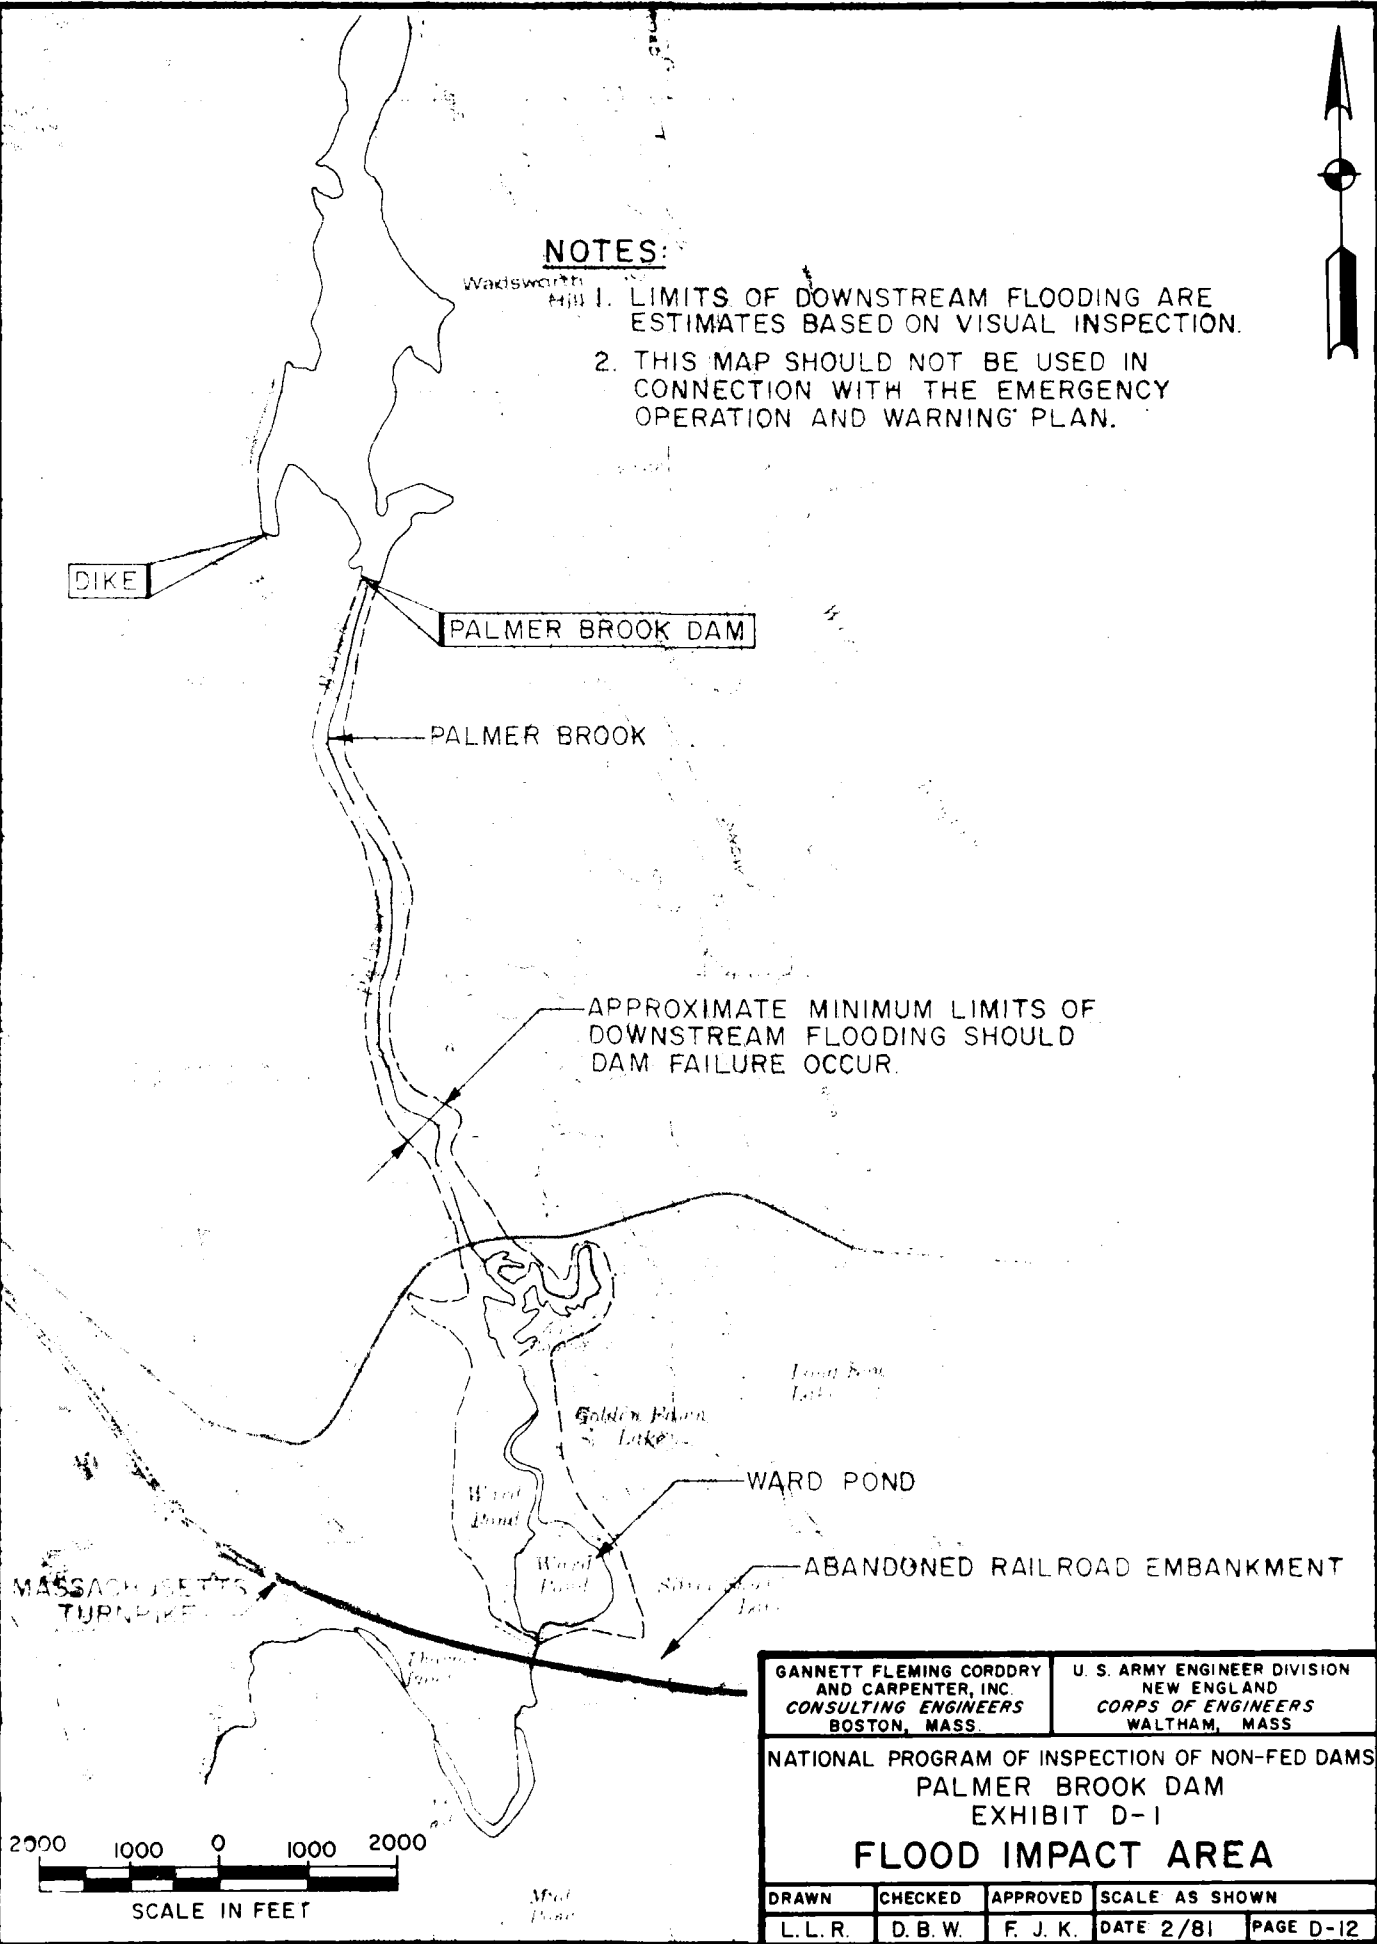 NOTES:
Wadsworth
Hill
1. LIMITS OF DOWNSTREAM FLOODING ARE
ESTIMATES BASED ON VISUAL INSPECTION.
2. THIS MAP SHOULD NOT BE USED IN
CONNECTION WITH THE EMERGENCY
OPERATION AND WARNING PLAN.
DIKE
PALMER BROOK DAM
PALMER BROOK
APPROXIMATE MINIMUM LIMITS OF
DOWNSTREAM FLOODING SHOULD
DAM FAILURE OCCUR.
Lake
Golden
Lake
WARD POND
Ward
Pond
Ward
Pond
ABANDONED RAILROAD EMBANKMENT
MASSACHUSETTS
TURNPIKE
GANNETT FLEMING CORDDRY
AND CARPENTER, INC.
CONSULTING ENGINEERS
BOSTON, MASS.
U. S. ARMY ENGINEER DIVISION
NEW ENGLAND
CORPS OF ENGINEERS
WALTHAM, MASS
NATIONAL PROGRAM OF INSPECTION OF NON-FED DAMS
PALMER BROOK DAM
EXHIBIT D-1
FLOOD IMPACT AREA
DRAWN CHECKED APPROVED SCALE AS SHOWN
L.L.R. D.B.W. F. J. K. DATE 2/81 PAGE D-12
2000 1000 0 1000 2000
SCALE IN FEET
Mud
Pond